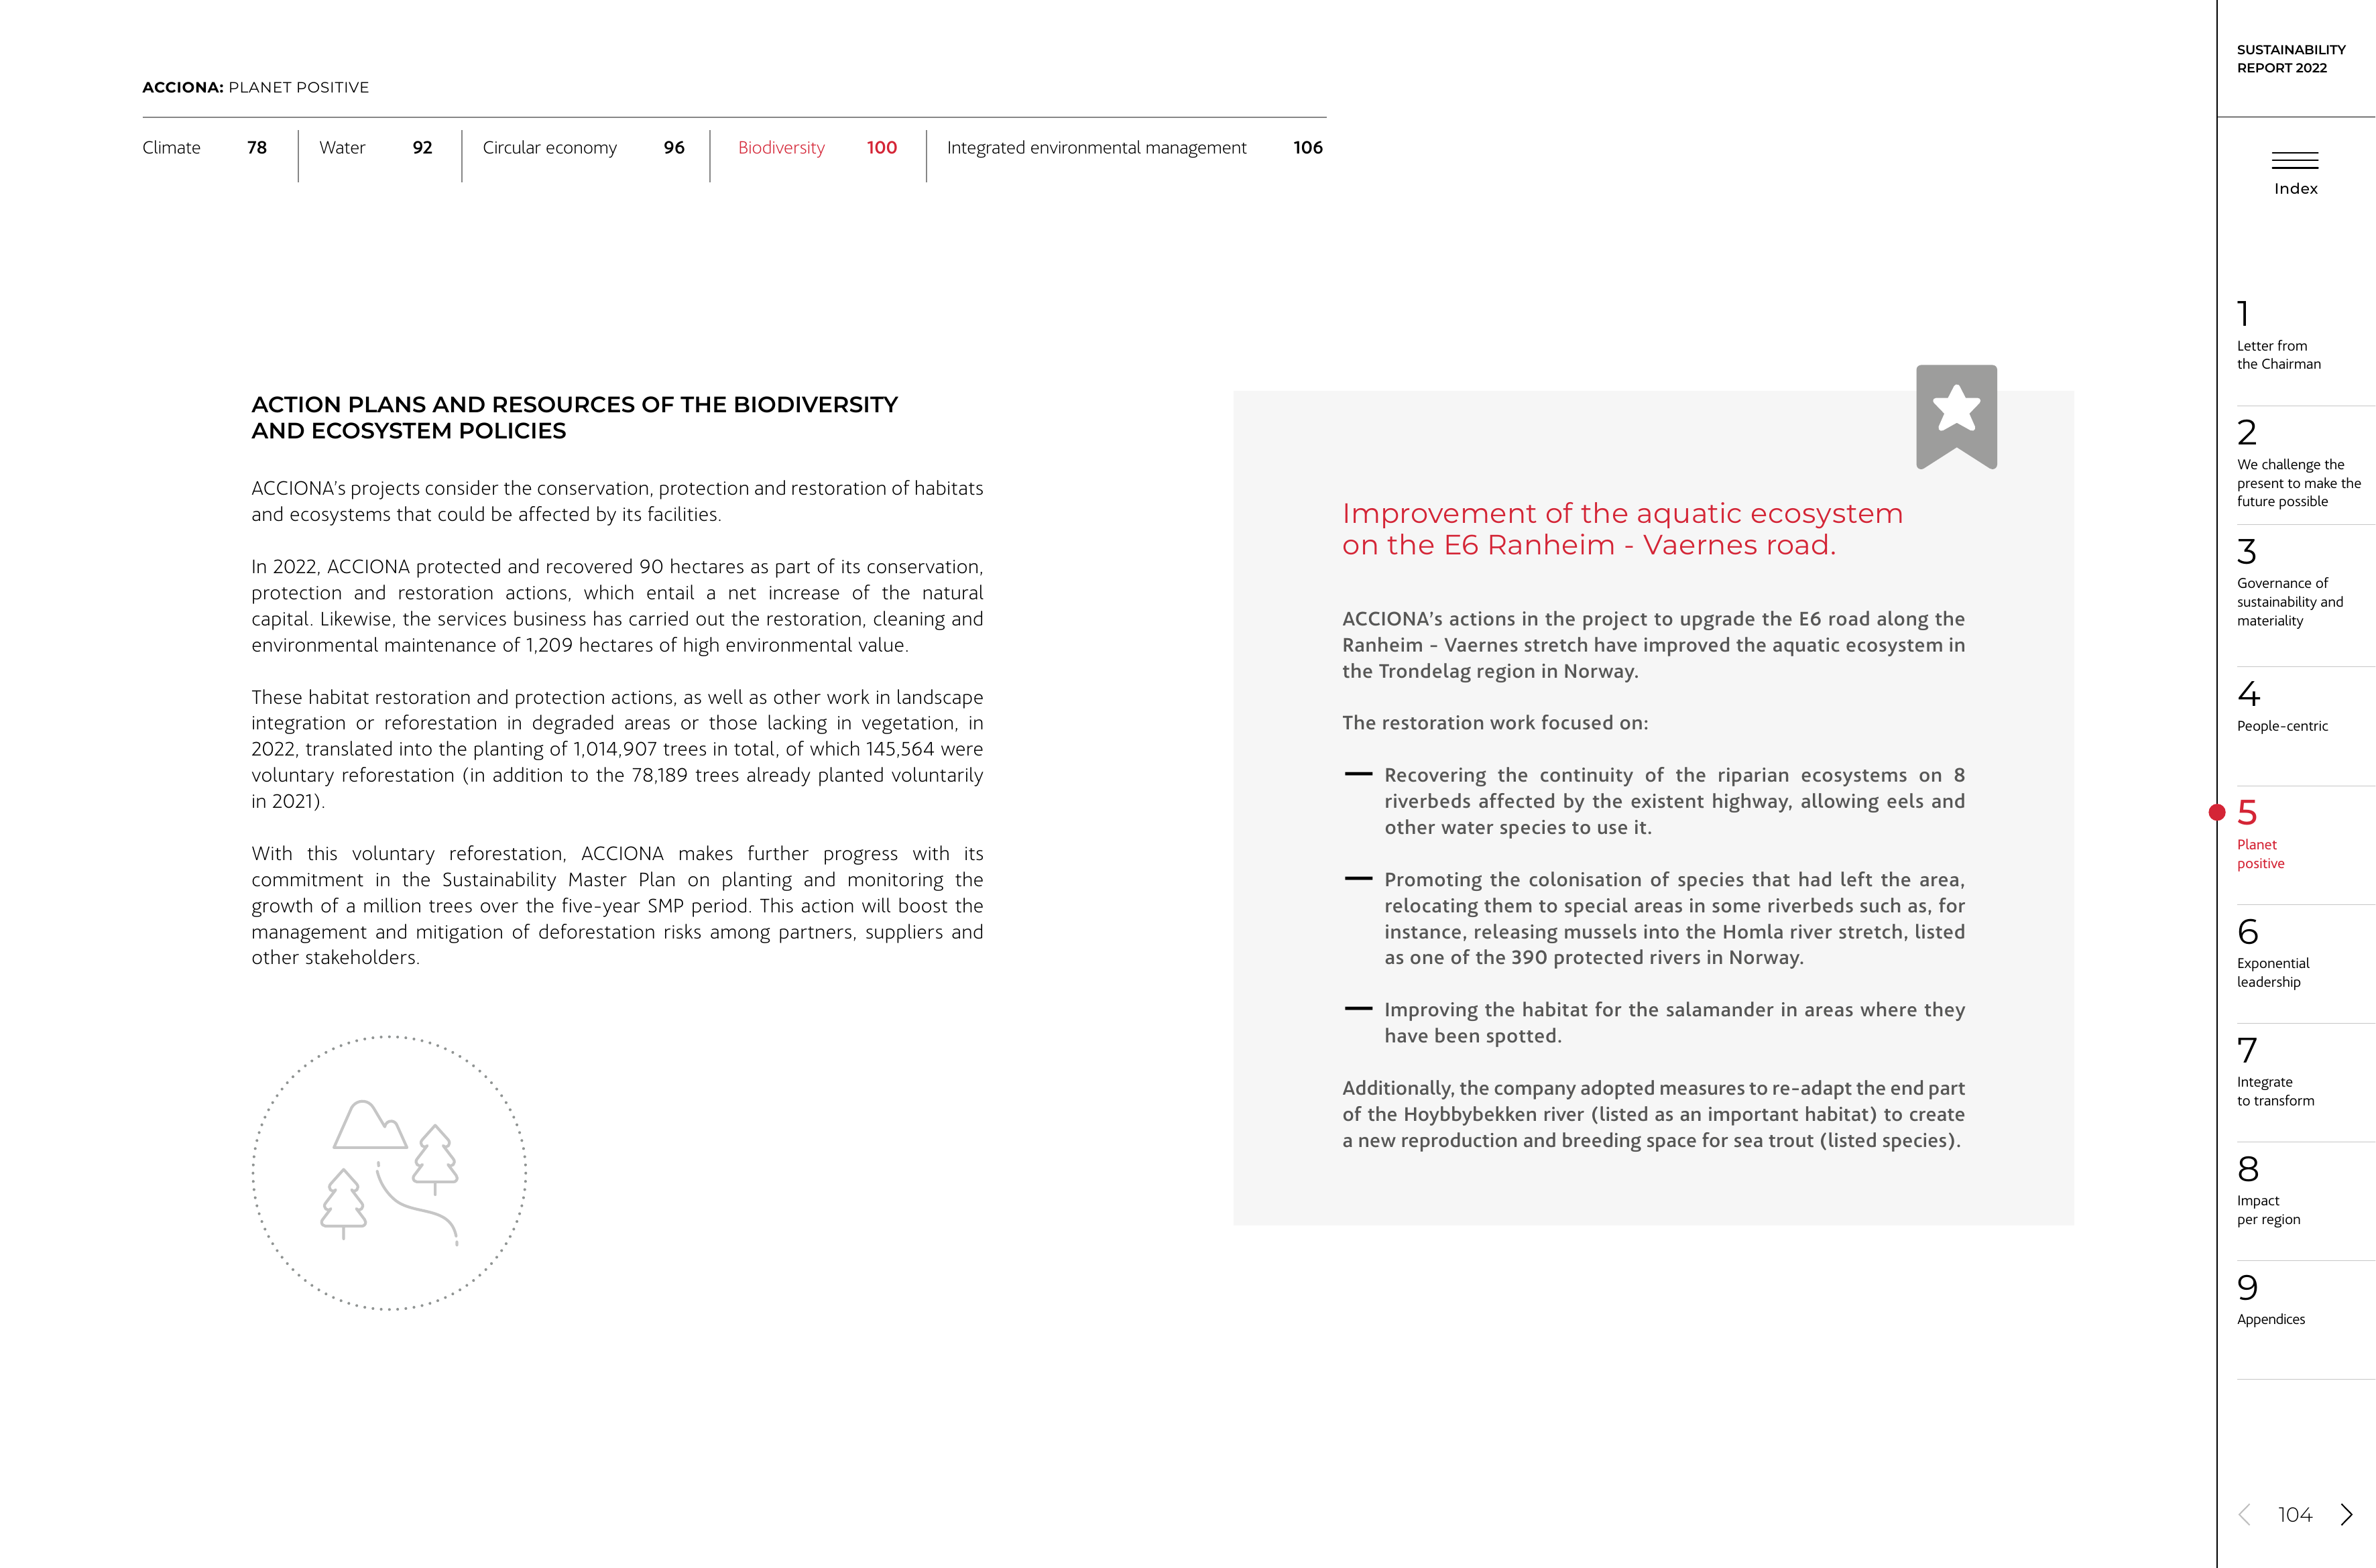 ACCIONA: PLANET POSITIVE
Climate 78
Water 92
Circular economy 96
Biodiversity 100
Integrated environmental management 106
ACTION PLANS AND RESOURCES OF THE BIODIVERSITY
AND ECOSYSTEM POLICIES
ACCIONA’s projects consider the conservation, protection and restoration of habitats
and ecosystems that could be affected by its facilities.
In 2022, ACCIONA protected and recovered 90 hectares as part of its conservation,
protection and restoration actions, which entail a net increase of the natural
capital. Likewise, the services business has carried out the restoration, cleaning and
environmental maintenance of 1,209 hectares of high environmental value.
These habitat restoration and protection actions, as well as other work in landscape
integration or reforestation in degraded areas or those lacking in vegetation, in
2022, translated into the planting of 1,014,907 trees in total, of which 145,564 were
voluntary reforestation (in addition to the 78,189 trees already planted voluntarily
in 2021).
With this voluntary reforestation, ACCIONA makes further progress with its
commitment in the Sustainability Master Plan on planting and monitoring the
growth of a million trees over the five-year SMP period. This action will boost the
management and mitigation of deforestation risks among partners, suppliers and
other stakeholders.
Improvement of the aquatic ecosystem
on the E6 Ranheim - Vaernes road.
ACCIONA’s actions in the project to upgrade the E6 road along the
Ranheim - Vaernes stretch have improved the aquatic ecosystem in
the Trondelag region in Norway.
The restoration work focused on:
— Recovering the continuity of the riparian ecosystems on 8
riverbeds affected by the existent highway, allowing eels and
other water species to use it.
— Promoting the colonisation of species that had left the area,
relocating them to special areas in some riverbeds such as, for
instance, releasing mussels into the Homla river stretch, listed
as one of the 390 protected rivers in Norway.
— Improving the habitat for the salamander in areas where they
have been spotted.
Additionally, the company adopted measures to re-adapt the end part
of the Hoybbybekken river (listed as an important habitat) to create
a new reproduction and breeding space for sea trout (listed species).
SUSTAINABILITY
REPORT 2022
Index
1
Letter from
the Chairman
2
We challenge the
present to make the
future possible
3
Governance of
sustainability and
materiality
4
People-centric
5
Planet
positive
6
Exponential
leadership
7
Integrate
to transform
8
Impact
per region
9
Appendices
104